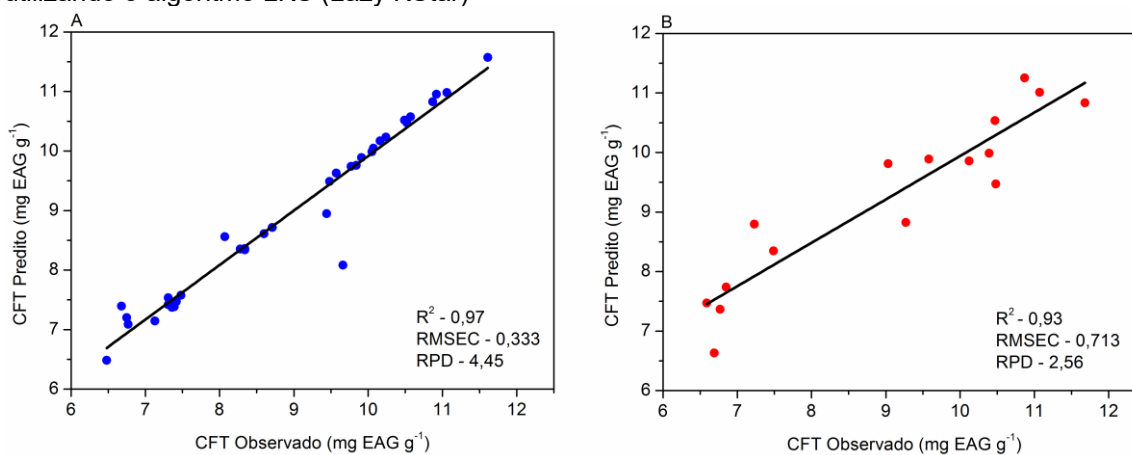 utilizando o algoritmo LKS (Lazy KStar)
A
12
11
10
9
8
7
6
CFT Predito (mg EAG g⁻¹)
R² - 0,97
RMSEC - 0,333
RPD - 4,45
6 7 8 9 10 11 12
CFT Observado (mg EAG g⁻¹)
B
12
11
10
9
8
7
6
CFT Predito (mg EAG g⁻¹)
R² - 0,93
RMSEC - 0,713
RPD - 2,56
6 7 8 9 10 11 12
CFT Observado (mg EAG g⁻¹)